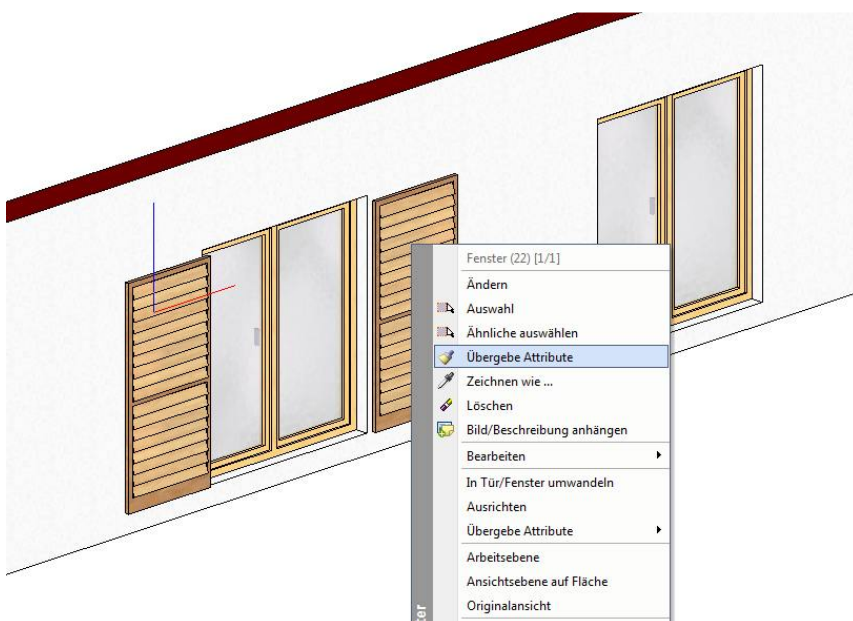 Fenster (22) [1/1]
Ändern
Auswahl
Ähnliche auswählen
Übergebe Attribute
Zeichnen wie ...
Löschen
Bild/Beschreibung anhängen
Bearbeiten
In Tür/Fenster umwandeln
Ausrichten
Übergebe Attribute
Arbeitsebene
Ansichtsebene auf Fläche
Originalansicht